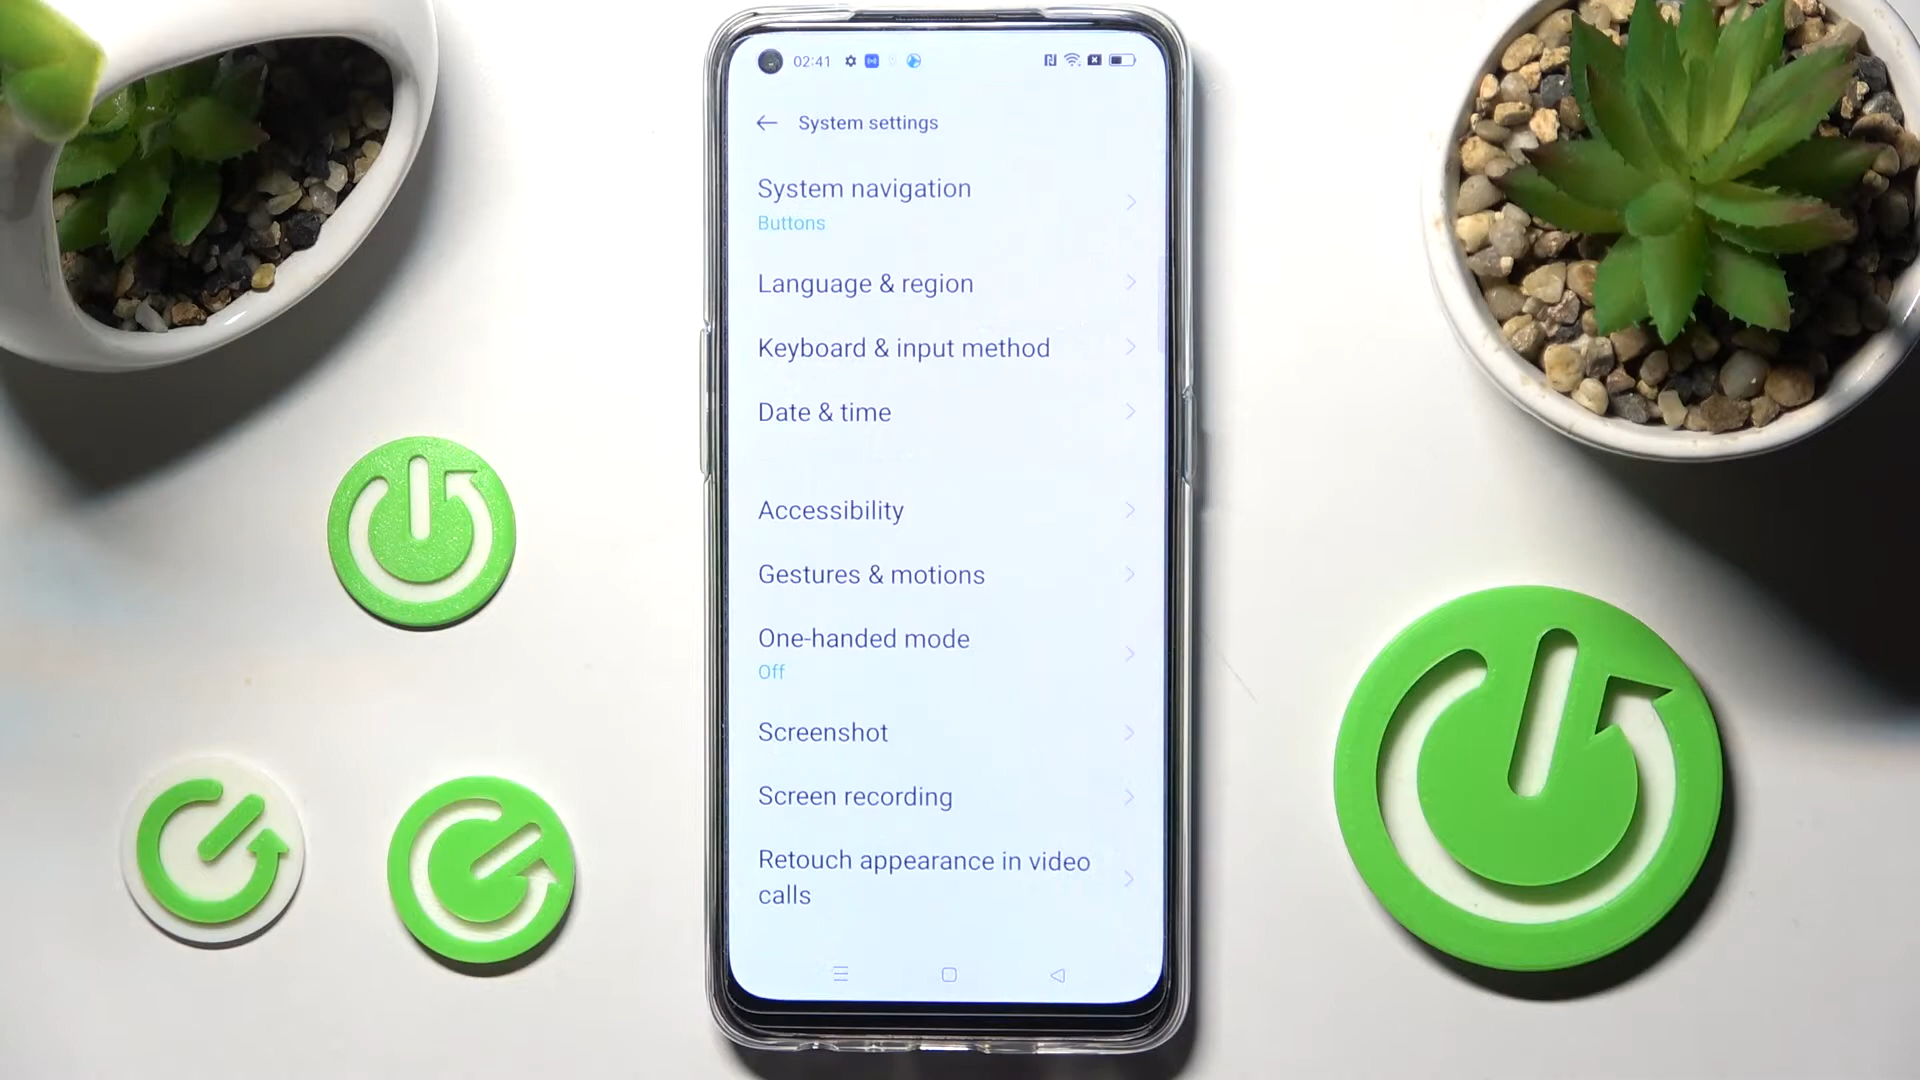 02:41
System settings
System navigation
Buttons
Language & region
Keyboard & input method
Date & time
Accessibility
Gestures & motions
One-handed mode
Off
Screenshot
Screen recording
Retouch appearance in video
calls